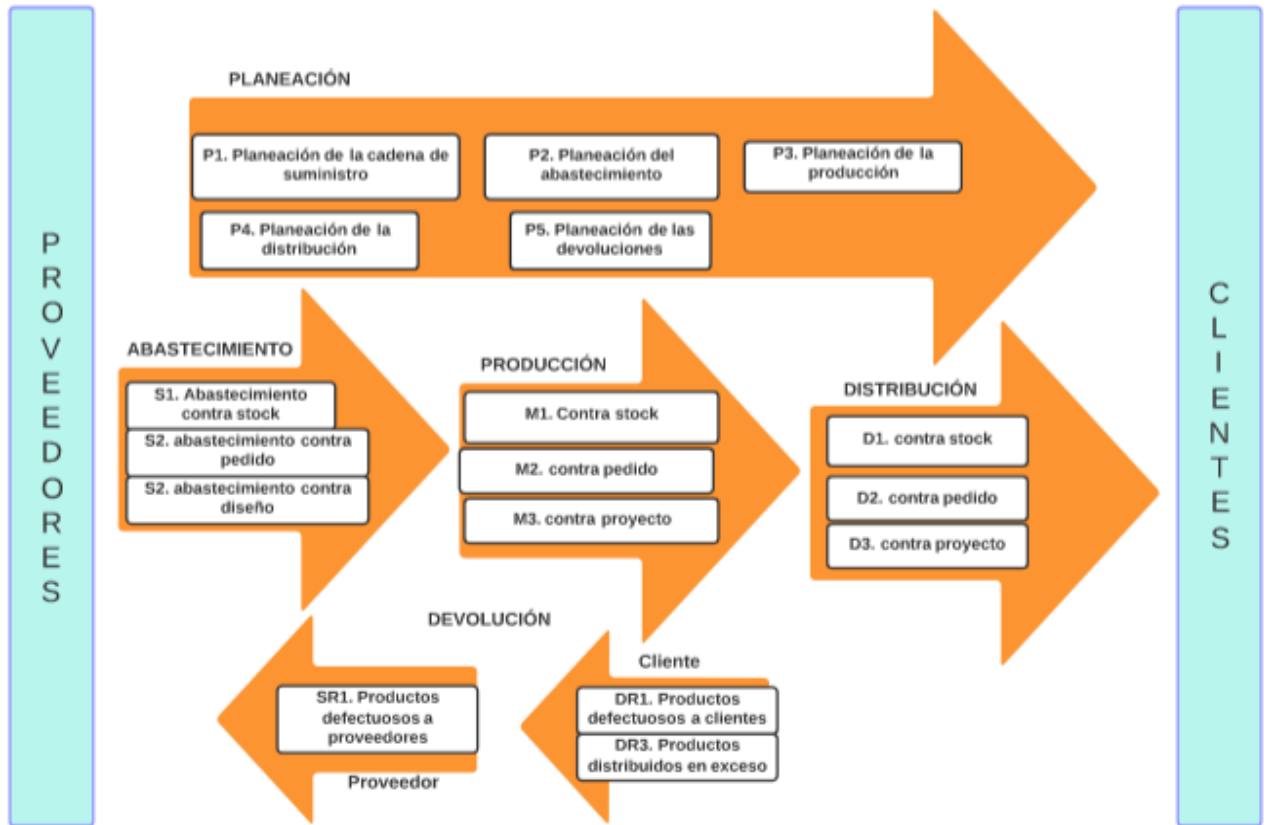 PROVEEDORES
PLANEACIÓN
P1. Planeación de la cadena de
suministro
P2. Planeación del
abastecimiento
P3. Planeación de la
producción
P4. Planeación de la
distribución
P5. Planeación de las
devoluciones
ABASTECIMIENTO
S1. Abastecimiento
contra stock
S2. abastecimiento contra
pedido
S2. abastecimiento contra
diseño
PRODUCCIÓN
M1. Contra stock
M2. contra pedido
M3. contra proyecto
DISTRIBUCIÓN
D1. contra stock
D2. contra pedido
D3. contra proyecto
DEVOLUCIÓN
SR1. Productos
defectuosos a
proveedores
Proveedor
Cliente
DR1. Productos
defectuosos a clientes
DR3. Productos
distribuidos en exceso
CLIENTES